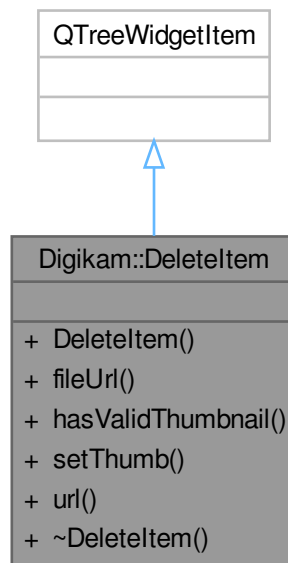 QTreeWidgetItem
Digikam::DeleteItem
+ DeleteItem()
+ fileUrl()
+ hasValidThumbnail()
+ setThumb()
+ url()
+ ~DeleteItem()